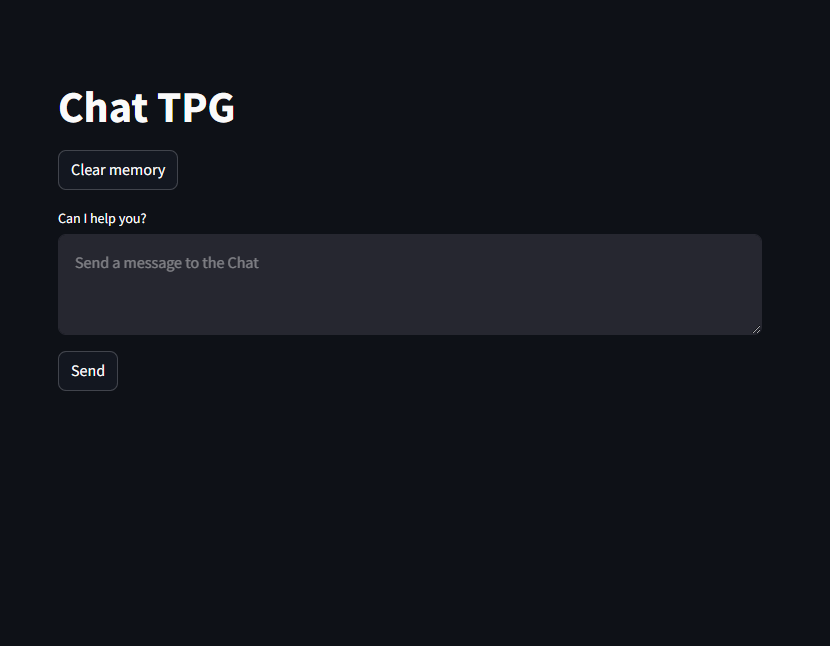 Chat TPG
Clear memory
Can I help you?
Send a message to the Chat
Send